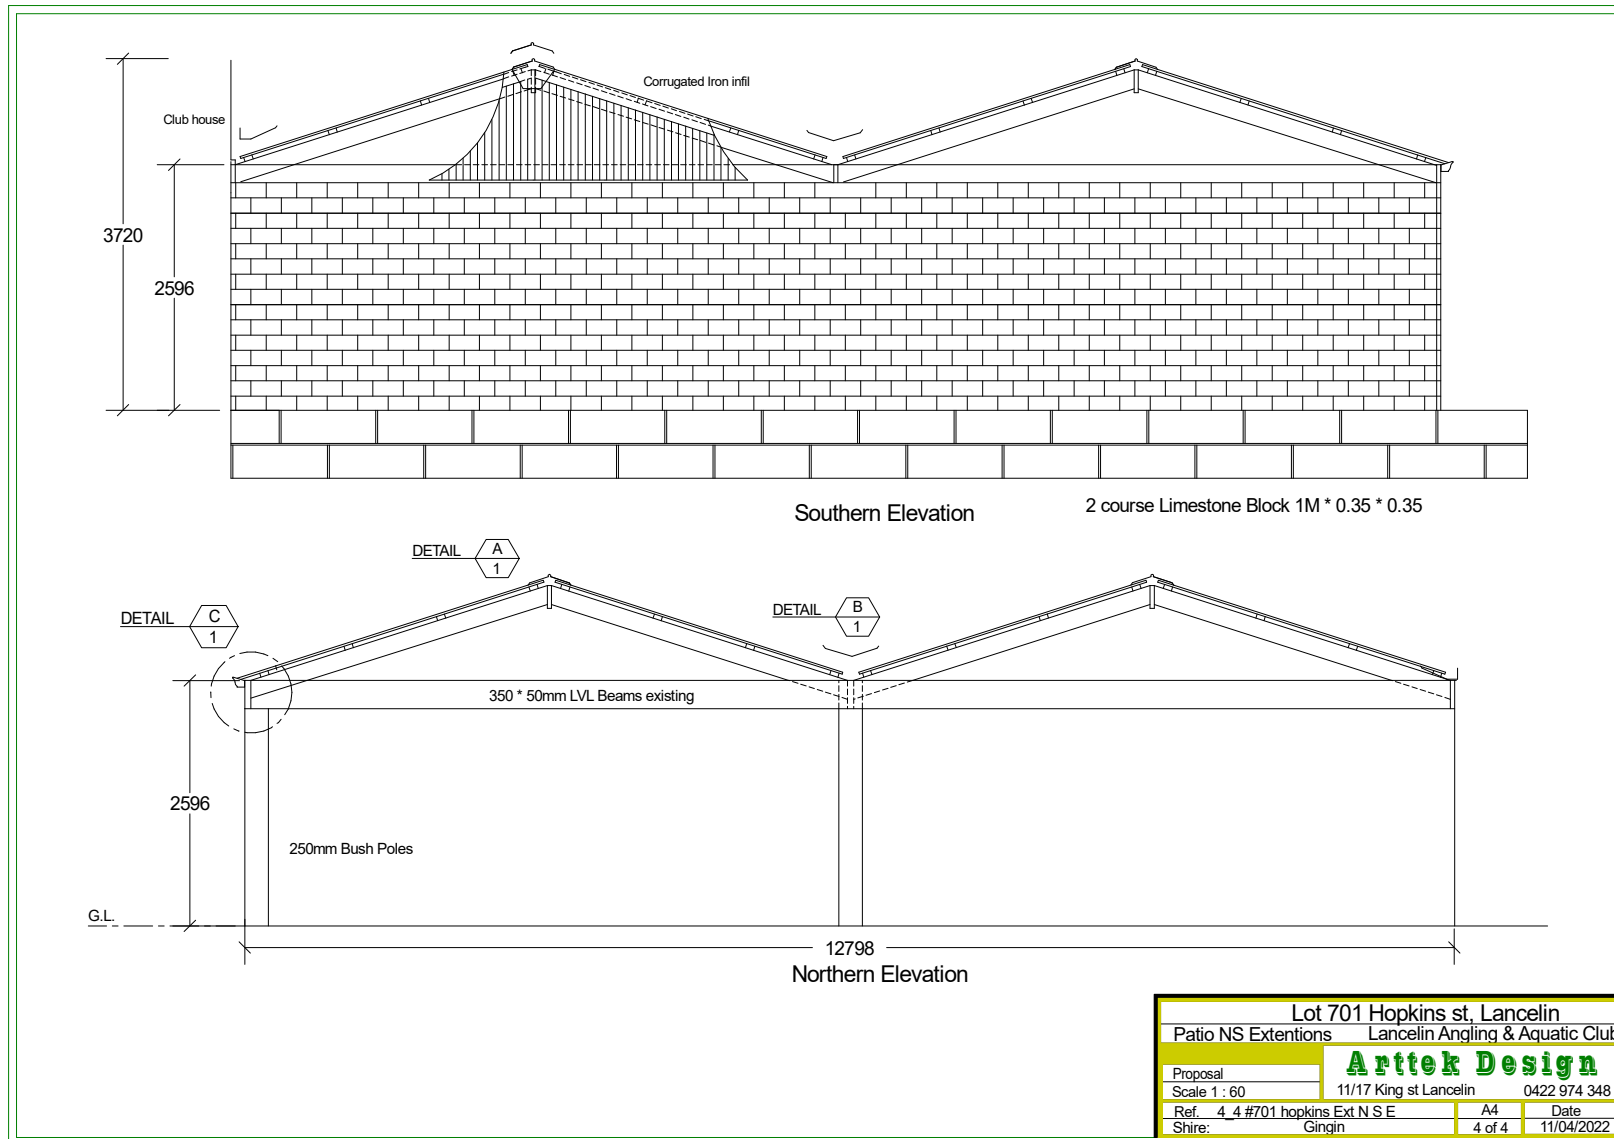 Corrugated Iron infil
Club house
3720
2596
Southern Elevation
2 course Limestone Block 1M * 0.35 * 0.35
DETAIL A 1
DETAIL C 1
DETAIL B 1
350 * 50mm LVL Beams existing
2596
250mm Bush Poles
G.L.
12798
Northern Elevation
Lot 701 Hopkins st, Lancelin
Patio NS Extentions Lancelin Angling & Aquatic Club
Arttek Design
Proposal
Scale 1 : 60 11/17 King st Lancelin 0422 974 348
Ref. 4_4 #701 hopkins Ext N S E A4 Date
Shire: Gingin 4 of 4 11/04/2022